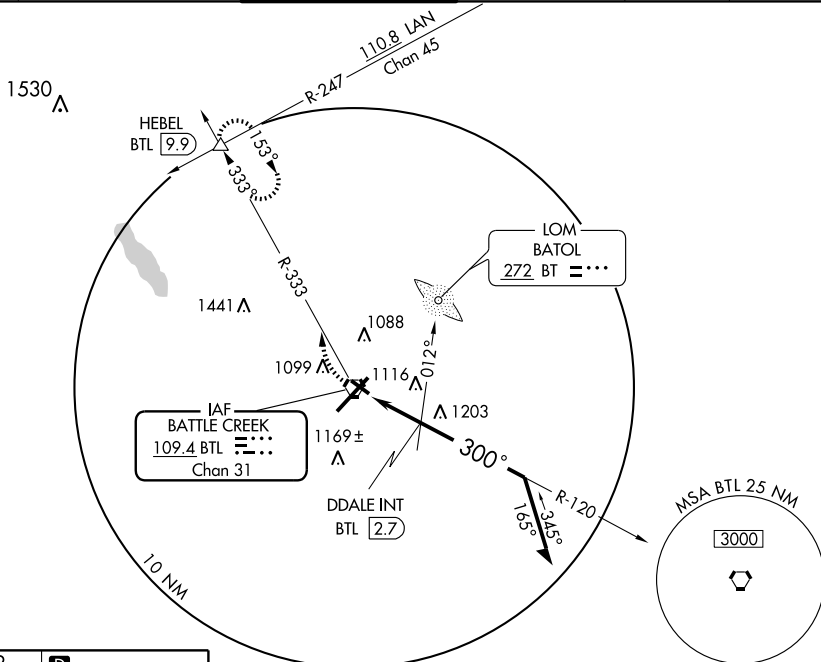 110.8 LAN
Chan 45
R-247
1530
HEBEL
BTL 9.9
153°
333°
R-333
LOM
BATOL
272 BT
1441
1088
1099
1116
012°
1203
IAF
BATTLE CREEK
109.4 BTL
Chan 31
1169±
300°
DDALE INT
BTL 2.7
R-120
165°
345°
MSA BTL 25 NM
3000
10 NM
D